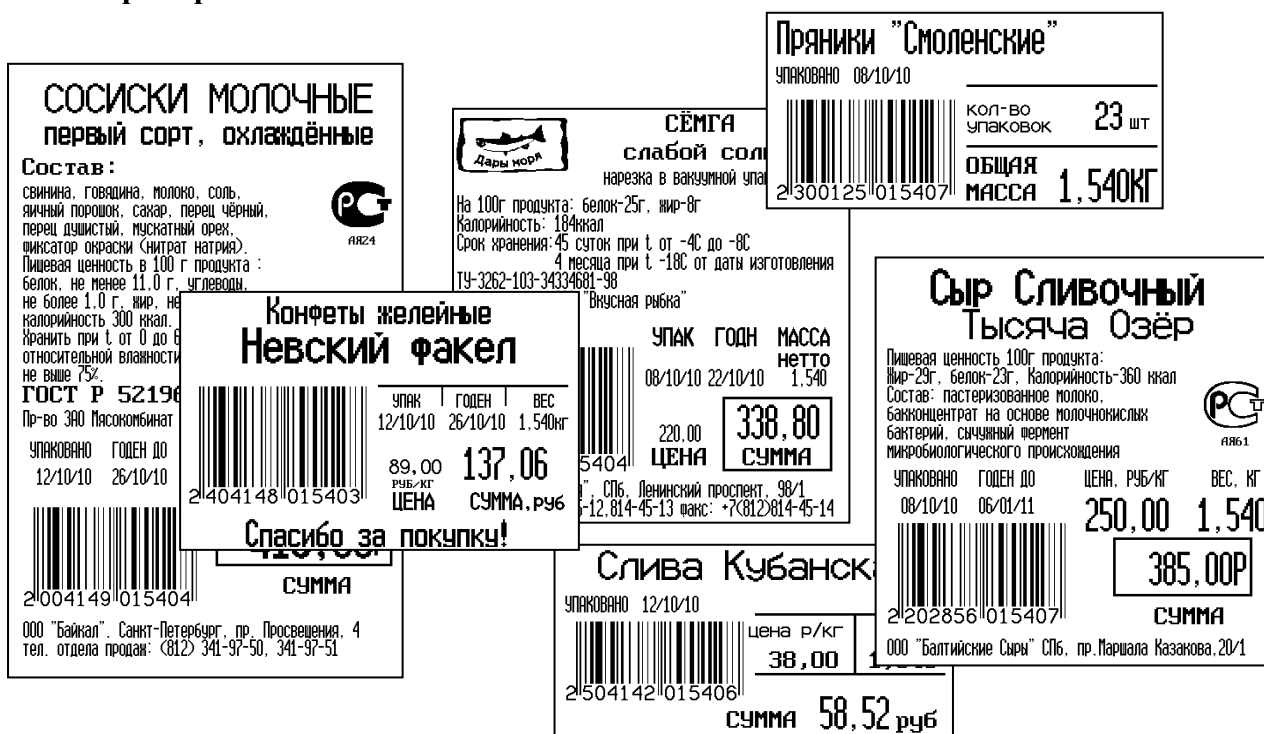 СОСИСКИ МОЛОЧНЫЕ
первый сорт, охлаждённые
Состав:
свинина, говядина, молоко, соль,
яичный порошок, сахар, перец чёрный,
перец душистый, мускатный орех,
фиксатор окраски (нитрат натрия).
Пищевая ценность в 100 г продукта :
белок, не менее 11.0 г, углеводы,
не более 1.0 г, жир, не
калорийность 300 ккал.
Хранить при t от 0 до 6
относительной влажности
не выше 75%.
ГОСТ Р 52196
Пр-во ЗАО Мясокомбинат
АЯ24
УПАКОВАНО ГОДЕН ДО
12/10/10 26/10/10
2 004149 015404
СУММА
ООО "Байкал". Санкт-Петербург, пр. Просвещения, 4
тел. отдела продаж: (812) 341-97-50, 341-97-51
Конфеты желейные
Невский факел
УПАК ГОДЕН ВЕС
12/10/10 26/10/10 1,540кг
89,00 137,06
РУБ/КГ
ЦЕНА СУММА,РУБ
2 404148 015403
Спасибо за покупку!
Дары моря
СЁМГА
слабой
нарезка в вакуумной
На 100г продукта: белок-25г, жир-8г
Калорийность: 184ккал
Срок хранения:45 суток при t от -4С до -8С
4 месяца при t -18С от даты изготовления
ТУ-3262-103-34334681-98
"Вкусная рыбка"
УПАК ГОДН МАССА
нетто
08/10/10 22/10/10 1,540
220,00 338,80
ЦЕНА СУММА
5404
СПб, Ленинский проспект, 98/1
-12,814-45-13 факс: +7(812)814-45-14
Пряники "Смоленские"
УПАКОВАНО 08/10/10
КОЛ-ВО
УПАКОВОК 23 шт
ОБЩАЯ
МАССА 1,540КГ
2 300125 015407
Слива
УПАКОВАНО 12/10/10
цена р/кг
38,00
2 504142 015406
СУММА 58,52 руб
Сыр Сливочный
Тысяча Озёр
Пищевая ценность 100г продукта:
Жир-29г, белок-23г, Калорийность-360 ккал
Состав: пастеризованное молоко,
бакконцентрат на основе молочнокислых
бактерий, сычужный фермент
микробиологического происхождения
АЯ61
УПАКОВАНО ГОДЕН ДО ЦЕНА, РУБ/КГ ВЕС, КГ
08/10/10 06/01/11 250,00 1,540
385,00Р
СУММА
2 202856 015407
ООО "Балтийские Сыры" СПб, пр.Маршала Казакова,20/1